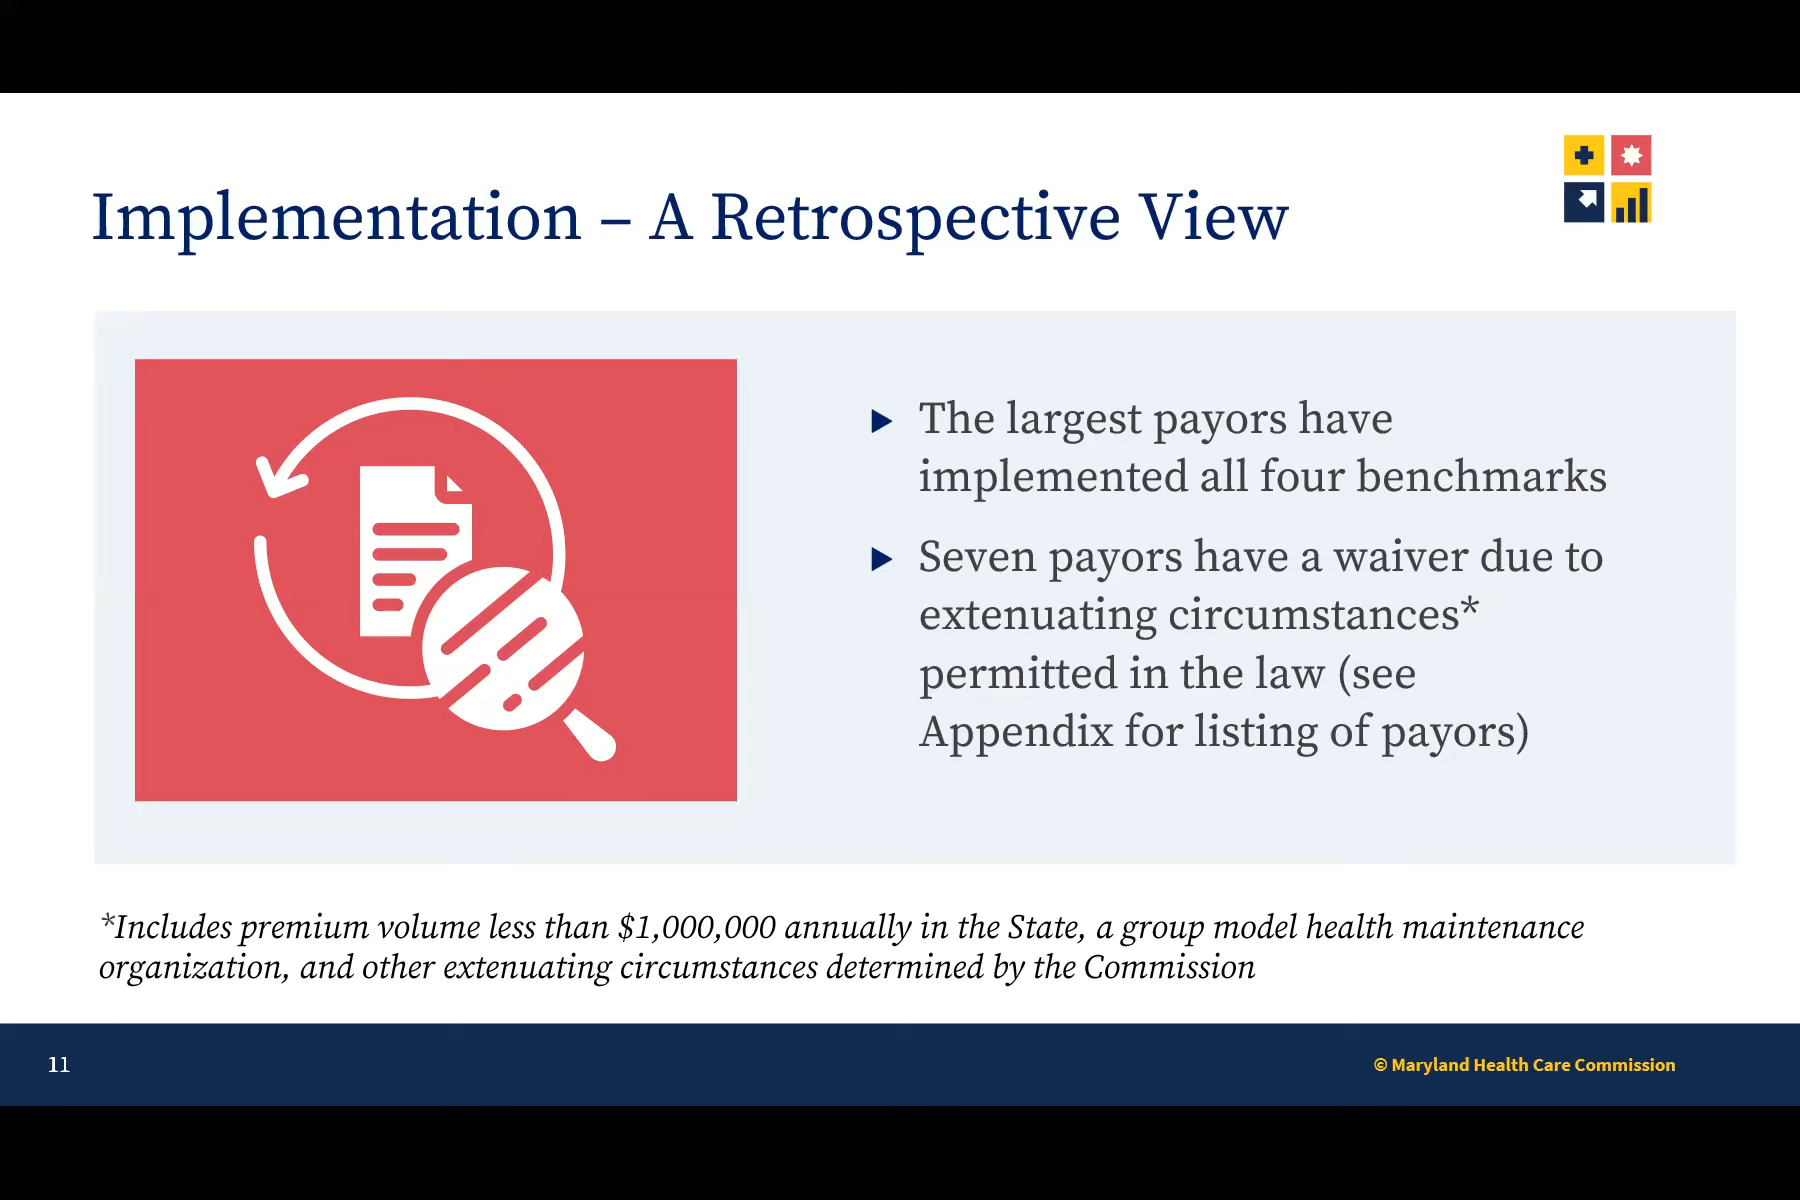 Implementation – A Retrospective View
The largest payors have
implemented all four benchmarks
Seven payors have a waiver due to
extenuating circumstances*
permitted in the law (see
Appendix for listing of payors)
*Includes premium volume less than $1,000,000 annually in the State, a group model health maintenance
organization, and other extenuating circumstances determined by the Commission
11
© Maryland Health Care Commission